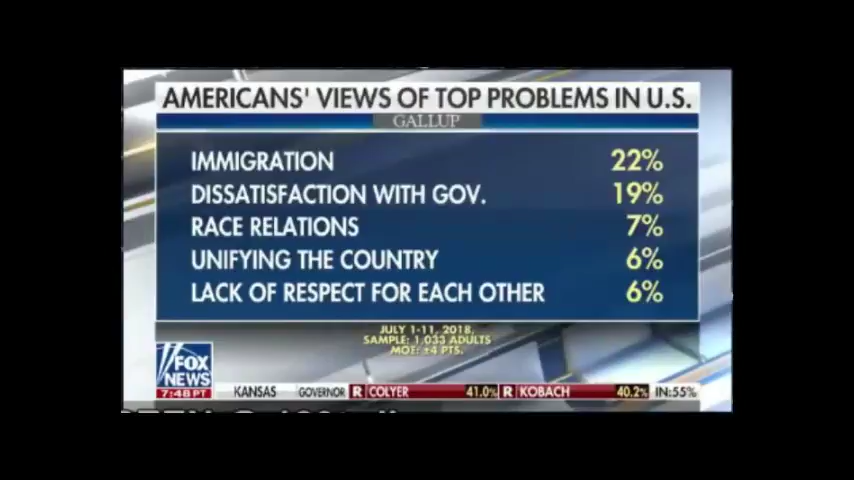 AMERICANS' VIEWS OF TOP PROBLEMS IN U.S.
GALLUP
IMMIGRATION 22%
DISSATISFACTION WITH GOV. 19%
RACE RELATIONS 7%
UNIFYING THE COUNTRY 6%
LACK OF RESPECT FOR EACH OTHER 6%
JULY 1-11, 2018.
SAMPLE: 1,033 ADULTS
MOE: ±4 PTS.
FOX
NEWS
7:48 PT
KANSAS GOVERNOR R COLYER 41.0% R KOBACH 40.2% IN:55%